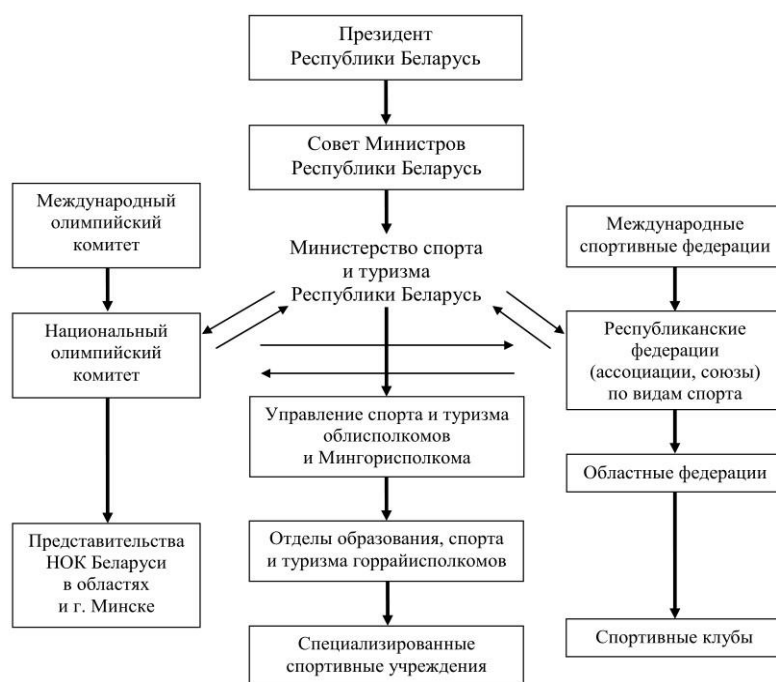 Президент
Республики Беларусь
Совет Министров
Республики Беларусь
Международный
олимпийский
комитет
Международные
спортивные федерации
Министерство спорта
и туризма
Республики Беларусь
Национальный
олимпийский
комитет
Республиканские
федерации
(ассоциации, союзы)
по видам спорта
Управление спорта и туризма
облисполкомов
и Мингорисполкома
Областные федерации
Представительства
НОК Беларуси
в областях
и г. Минске
Отделы образования, спорта
и туризма горрайисполкомов
Специализированные
спортивные учреждения
Спортивные клубы